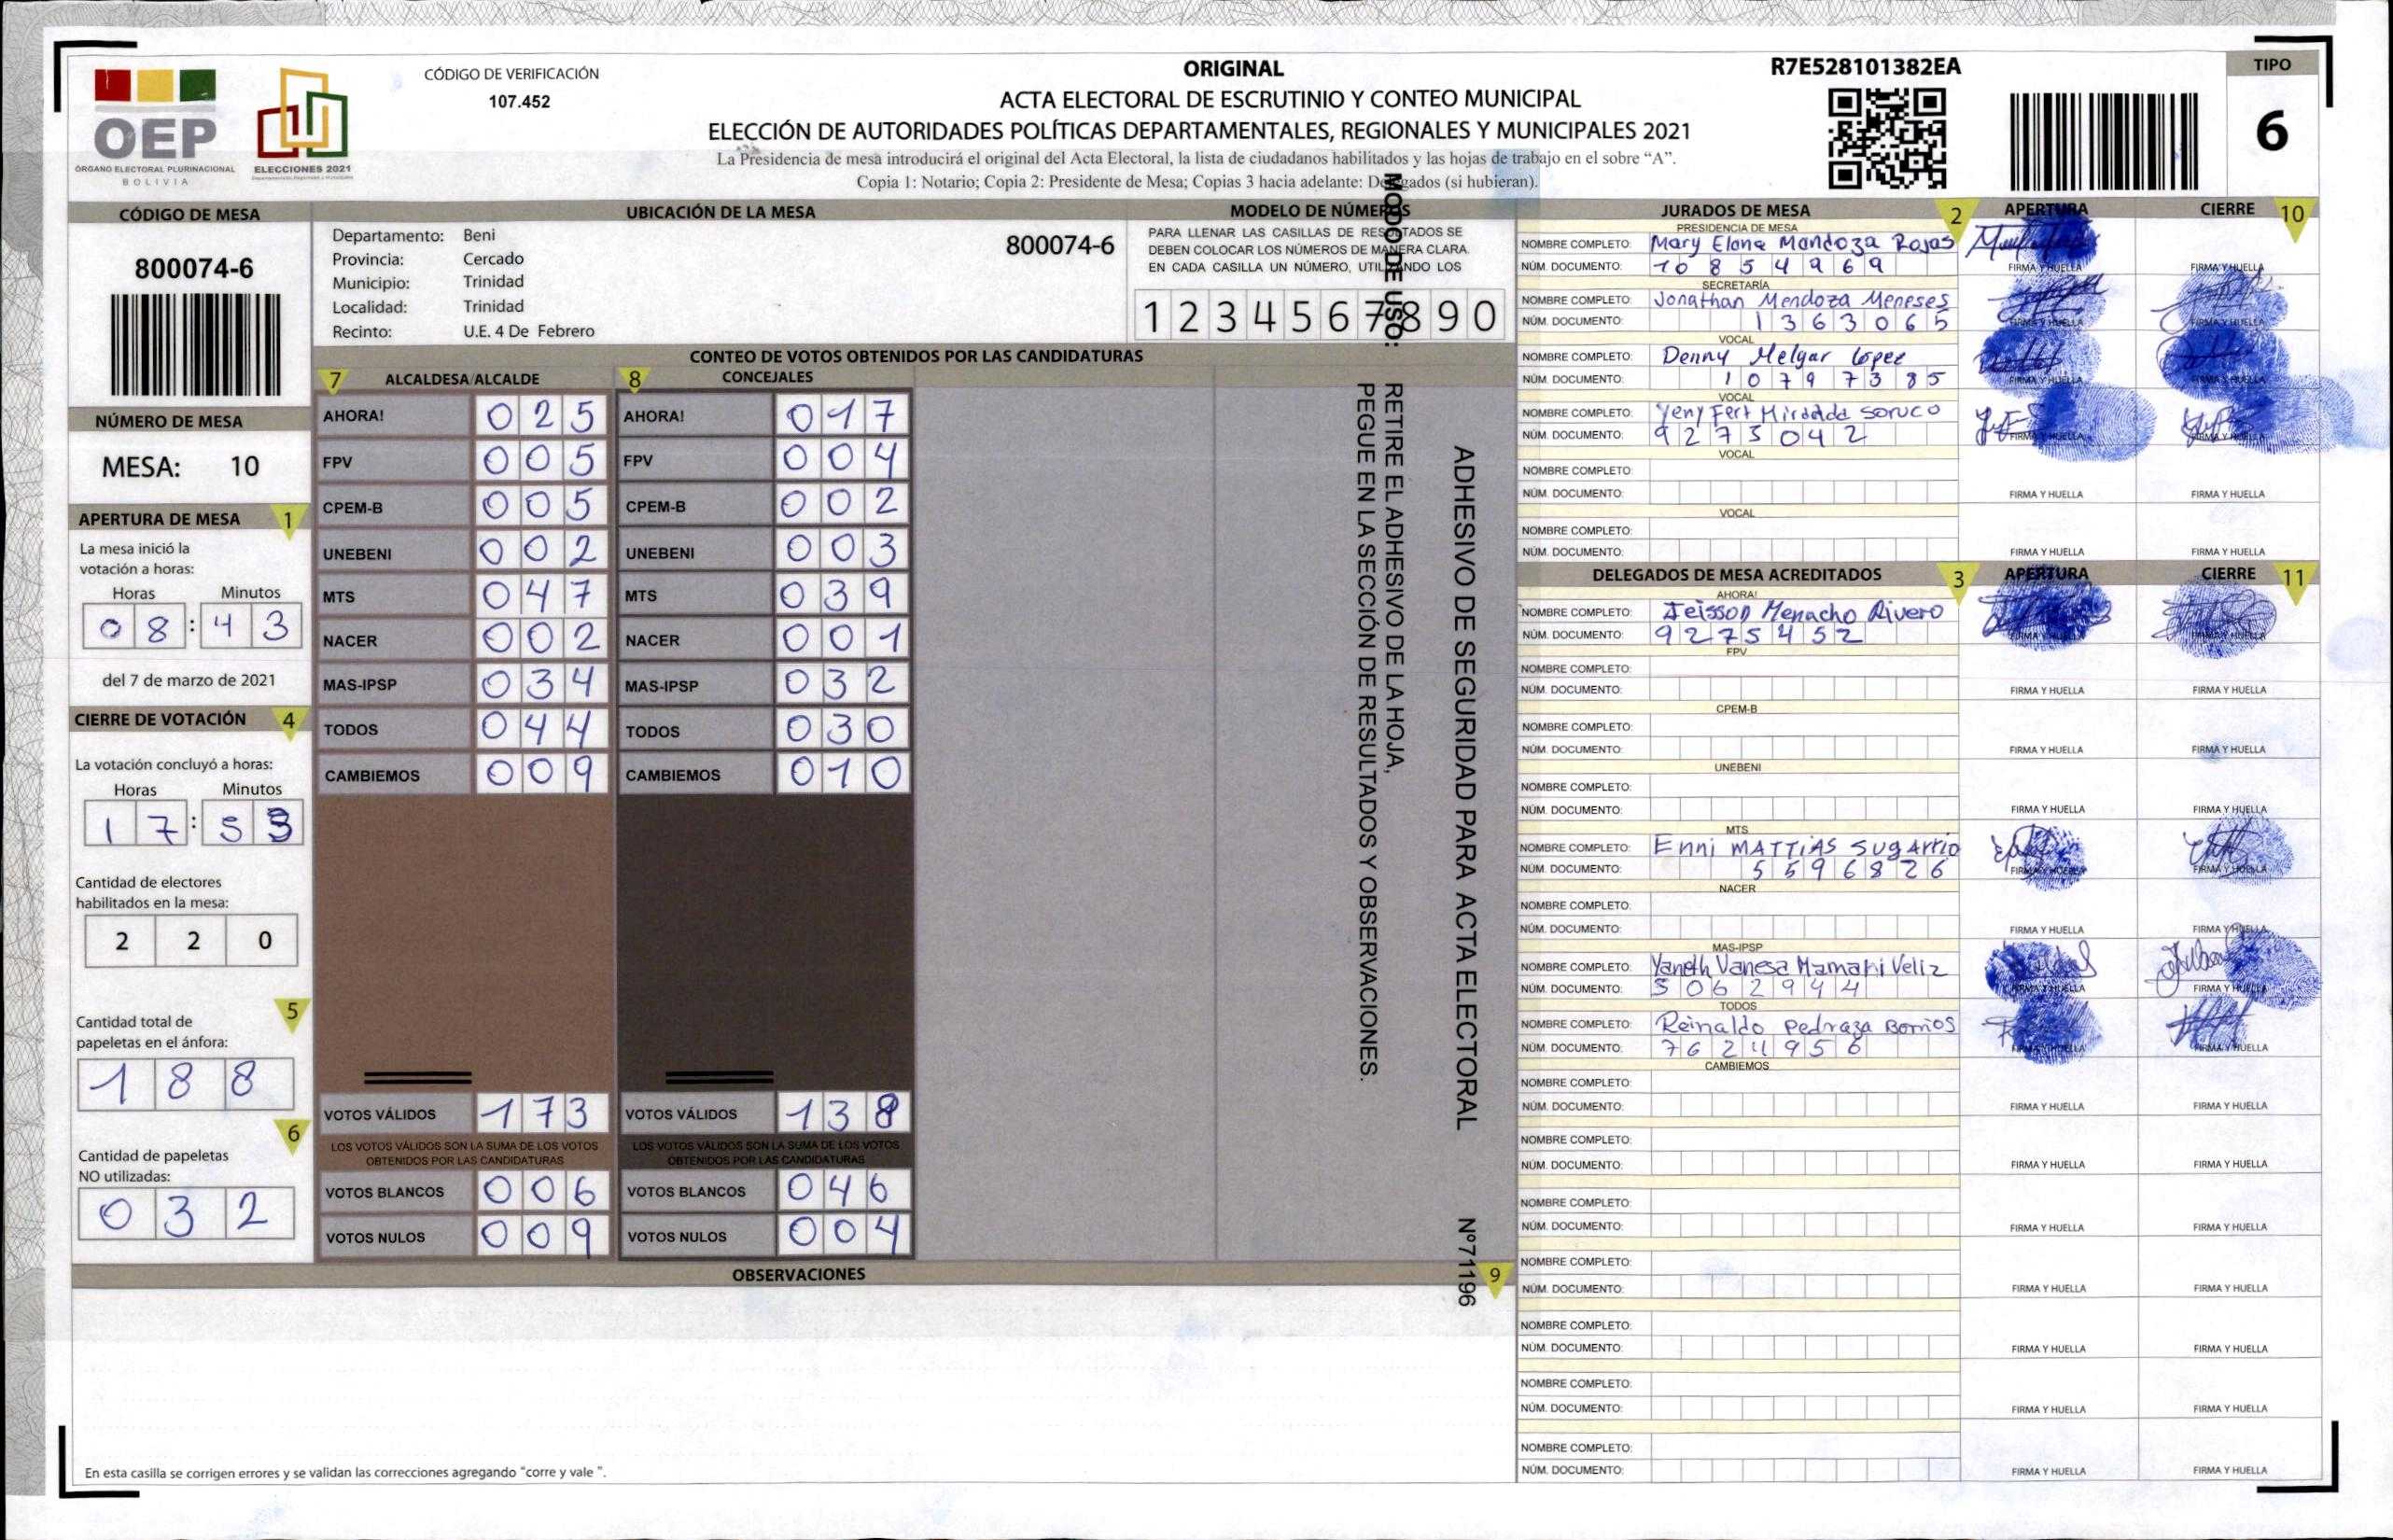 OEP
ÓRGANO ELECTORAL PLURINACIONAL
BOLIVIA
ELECCIONES 2021
CÓDIGO DE VERIFICACIÓN
107.452
ORIGINAL
ACTA ELECTORAL DE ESCRUTINIO Y CONTEO MUNICIPAL
ELECCIÓN DE AUTORIDADES POLÍTICAS DEPARTAMENTALES, REGIONALES Y MUNICIPALES 2021
La Presidencia de mesa introducirá el original del Acta Electoral, la lista de ciudadanos habilitados y las hojas de trabajo en el sobre “A”.
Copia 1: Notario; Copia 2: Presidente de Mesa; Copias 3 hacia adelante: Delegados (si hubieran).
R7E528101382EA
TIPO
6
CÓDIGO DE MESA
800074-6
NÚMERO DE MESA
MESA: 10
APERTURA DE MESA 1
La mesa inició la
votación a horas:
Horas Minutos
08:43
del 7 de marzo de 2021
CIERRE DE VOTACIÓN 4
La votación concluyó a horas:
Horas Minutos
17:53
Cantidad de electores
habilitados en la mesa:
2 2 0
5
Cantidad total de
papeletas en el ánfora:
1 8 8
6
Cantidad de papeletas
NO utilizadas:
0 3 2
UBICACIÓN DE LA MESA
Departamento: Beni
Provincia: Cercado
Municipio: Trinidad
Localidad: Trinidad
Recinto: U.E. 4 De Febrero
800074-6
MODELO DE NÚMEROS
PARA LLENAR LAS CASILLAS DE RESULTADOS SE
DEBEN COLOCAR LOS NÚMEROS DE MANERA CLARA.
EN CADA CASILLA UN NÚMERO, UTILIZANDO LOS
1 2 3 4 5 6 7 8 9 0
CONTEO DE VOTOS OBTENIDOS POR LAS CANDIDATURAS
7 ALCALDESA/ALCALDE 8 CONCEJALES
AHORA! 025 AHORA! 017
FPV 005 FPV 004
CPEM-B 005 CPEM-B 002
UNEBENI 002 UNEBENI 003
MTS 047 MTS 039
NACER 002 NACER 001
MAS-IPSP 034 MAS-IPSP 032
TODOS 044 TODOS 030
CAMBIEMOS 009 CAMBIEMOS 010
VOTOS VÁLIDOS 173 VOTOS VÁLIDOS 138
LOS VOTOS VÁLIDOS SON LA SUMA DE LOS VOTOS LOS VOTOS VÁLIDOS SON LA SUMA DE LOS VOTOS
OBTENIDOS POR LAS CANDIDATURAS OBTENIDOS POR LAS CANDIDATURAS
VOTOS BLANCOS 006 VOTOS BLANCOS 046
VOTOS NULOS 009 VOTOS NULOS 004
MODO DE USO:
RETIRE EL ADHESIVO DE LA HOJA,
PEGUE EN LA SECCIÓN DE RESULTADOS Y OBSERVACIONES.
ADHESIVO DE SEGURIDAD PARA ACTA ELECTORAL Nº71196
OBSERVACIONES 9
En esta casilla se corrigen errores y se validan las correcciones agregando “corre y vale ”.
JURADOS DE MESA 2 APERTURA CIERRE 10
PRESIDENCIA DE MESA
NOMBRE COMPLETO: Mary Elena Mendoza Rojas
NÚM. DOCUMENTO: 10854969 FIRMA Y HUELLA FIRMA Y HUELLA
SECRETARÍA
NOMBRE COMPLETO: Jonathan Mendoza Meneses
NÚM. DOCUMENTO: 1363065 FIRMA Y HUELLA FIRMA Y HUELLA
VOCAL
NOMBRE COMPLETO: Denny Melgar Lopez
NÚM. DOCUMENTO: 10797385 FIRMA Y HUELLA FIRMA Y HUELLA
VOCAL
NOMBRE COMPLETO: Yeny Soruco
NÚM. DOCUMENTO: 9273042 FIRMA Y HUELLA FIRMA Y HUELLA
VOCAL
NOMBRE COMPLETO:
NÚM. DOCUMENTO: FIRMA Y HUELLA FIRMA Y HUELLA
VOCAL
NOMBRE COMPLETO:
NÚM. DOCUMENTO: FIRMA Y HUELLA FIRMA Y HUELLA
DELEGADOS DE MESA ACREDITADOS 3 APERTURA CIERRE 11
AHORA!
NOMBRE COMPLETO: Jeisson Menacho Rivero
NÚM. DOCUMENTO: 9275452 FIRMA Y HUELLA FIRMA Y HUELLA
FPV
NOMBRE COMPLETO:
NÚM. DOCUMENTO: FIRMA Y HUELLA FIRMA Y HUELLA
CPEM-B
NOMBRE COMPLETO:
NÚM. DOCUMENTO: FIRMA Y HUELLA FIRMA Y HUELLA
UNEBENI
NOMBRE COMPLETO:
NÚM. DOCUMENTO: FIRMA Y HUELLA FIRMA Y HUELLA
MTS
NOMBRE COMPLETO: Enni MATTIAS
NÚM. DOCUMENTO: 5596826 FIRMA Y HUELLA FIRMA Y HUELLA
NACER
NOMBRE COMPLETO:
NÚM. DOCUMENTO: FIRMA Y HUELLA FIRMA Y HUELLA
MAS-IPSP
NOMBRE COMPLETO: Yaneth Vanesa Mamani Veliz
NÚM. DOCUMENTO: 5062944 FIRMA Y HUELLA FIRMA Y HUELLA
TODOS
NOMBRE COMPLETO: Reinaldo Pedraza
NÚM. DOCUMENTO: FIRMA Y HUELLA FIRMA Y HUELLA
CAMBIEMOS
NOMBRE COMPLETO:
NÚM. DOCUMENTO: FIRMA Y HUELLA FIRMA Y HUELLA
NOMBRE COMPLETO:
NÚM. DOCUMENTO: FIRMA Y HUELLA FIRMA Y HUELLA
NOMBRE COMPLETO:
NÚM. DOCUMENTO: FIRMA Y HUELLA FIRMA Y HUELLA
NOMBRE COMPLETO:
NÚM. DOCUMENTO: FIRMA Y HUELLA FIRMA Y HUELLA
NOMBRE COMPLETO:
NÚM. DOCUMENTO: FIRMA Y HUELLA FIRMA Y HUELLA
NOMBRE COMPLETO:
NÚM. DOCUMENTO: FIRMA Y HUELLA FIRMA Y HUELLA
NOMBRE COMPLETO:
NÚM. DOCUMENTO: FIRMA Y HUELLA FIRMA Y HUELLA